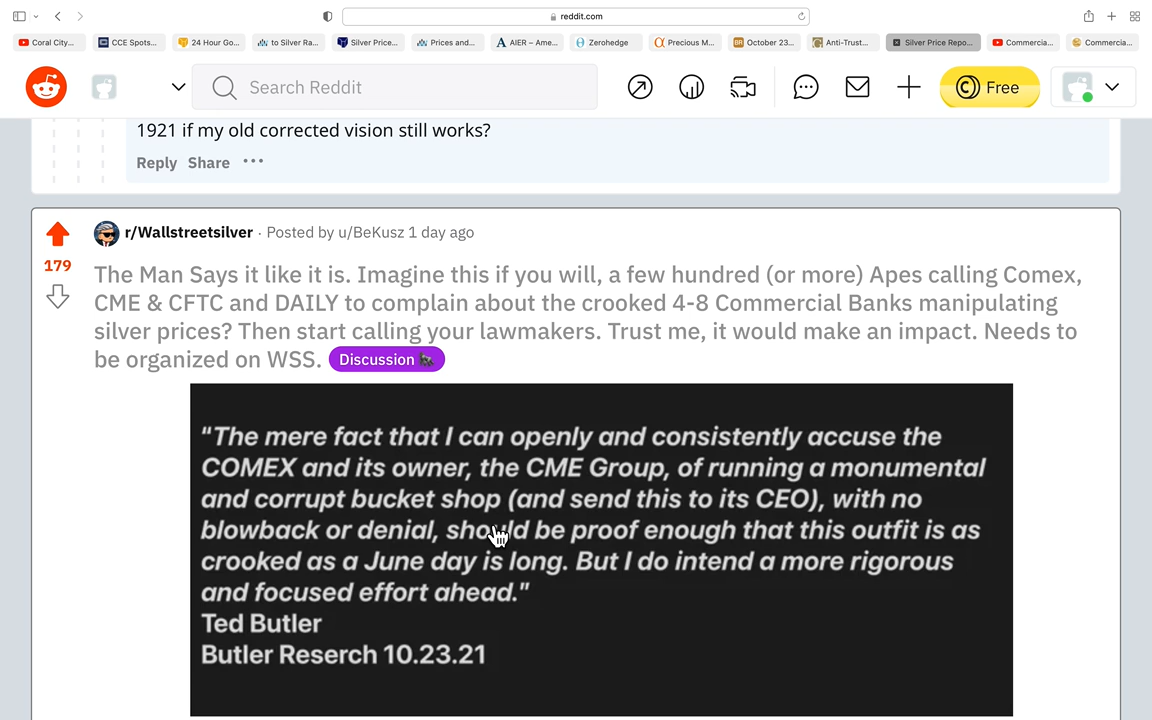 reddit.com
Coral City...
CCE Spots...
24 Hour Go...
to Silver Ra...
Silver Price...
Prices and...
AIER – Ame...
Zerohedge
Precious M...
October 23...
Anti-Trust...
Silver Price Repo...
Commercia...
Commercia...
Search Reddit
Free
1921 if my old corrected vision still works?
Reply Share •••
r/Wallstreetsilver · Posted by u/BeKusz 1 day ago
179
The Man Says it like it is. Imagine this if you will, a few hundred (or more) Apes calling Comex,
CME & CFTC and DAILY to complain about the crooked 4-8 Commercial Banks manipulating
silver prices? Then start calling your lawmakers. Trust me, it would make an impact. Needs to
be organized on WSS. Discussion
"The mere fact that I can openly and consistently accuse the
COMEX and its owner, the CME Group, of running a monumental
and corrupt bucket shop (and send this to its CEO), with no
blowback or denial, should be proof enough that this outfit is as
crooked as a June day is long. But I do intend a more rigorous
and focused effort ahead."
Ted Butler
Butler Reserch 10.23.21